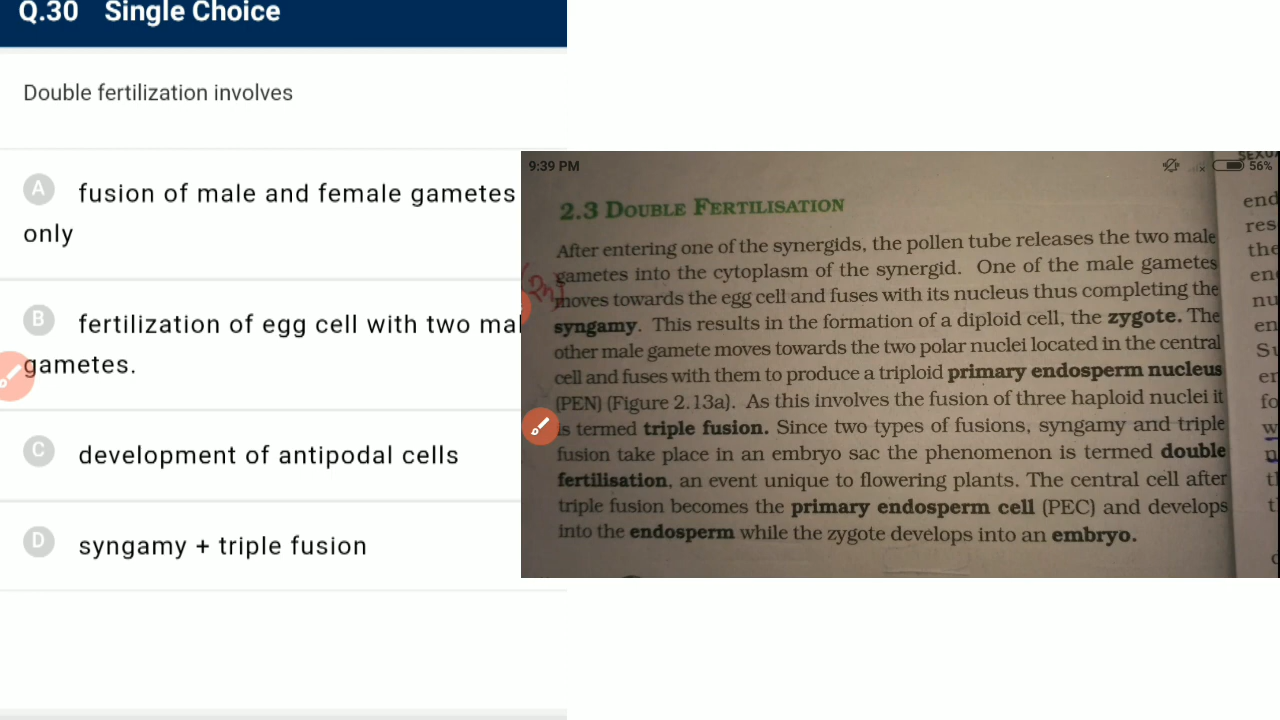 Q.30 Single Choice
Double fertilization involves
A fusion of male and female gametes
only
B fertilization of egg cell with two mal
gametes.
C development of antipodal cells
D syngamy + triple fusion
9:39 PM
56%
2.3 DOUBLE FERTILISATION
After entering one of the synergids, the pollen tube releases the two male
gametes into the cytoplasm of the synergid. One of the male gametes
moves towards the egg cell and fuses with its nucleus thus completing the
syngamy. This results in the formation of a diploid cell, the zygote. The
other male gamete moves towards the two polar nuclei located in the central
cell and fuses with them to produce a triploid primary endosperm nucleus
(PEN) (Figure 2.13a). As this involves the fusion of three haploid nuclei it
is termed triple fusion. Since two types of fusions, syngamy and triple
fusion take place in an embryo sac the phenomenon is termed double
fertilisation, an event unique to flowering plants. The central cell after
triple fusion becomes the primary endosperm cell (PEC) and develops
into the endosperm while the zygote develops into an embryo.